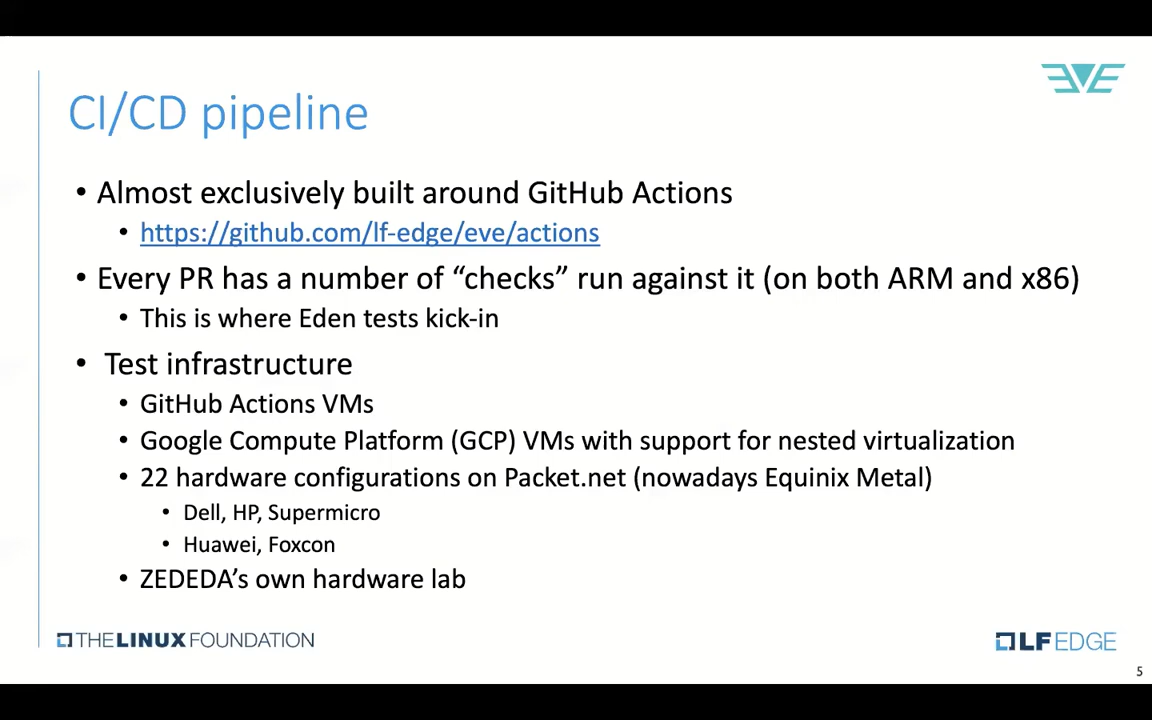 EVE
CI/CD pipeline
• Almost exclusively built around GitHub Actions
• https://github.com/lf-edge/eve/actions
• Every PR has a number of “checks” run against it (on both ARM and x86)
• This is where Eden tests kick-in
• Test infrastructure
• GitHub Actions VMs
• Google Compute Platform (GCP) VMs with support for nested virtualization
• 22 hardware configurations on Packet.net (nowadays Equinix Metal)
• Dell, HP, Supermicro
• Huawei, Foxcon
• ZEDEDA’s own hardware lab
THE LINUX FOUNDATION
LF EDGE
5